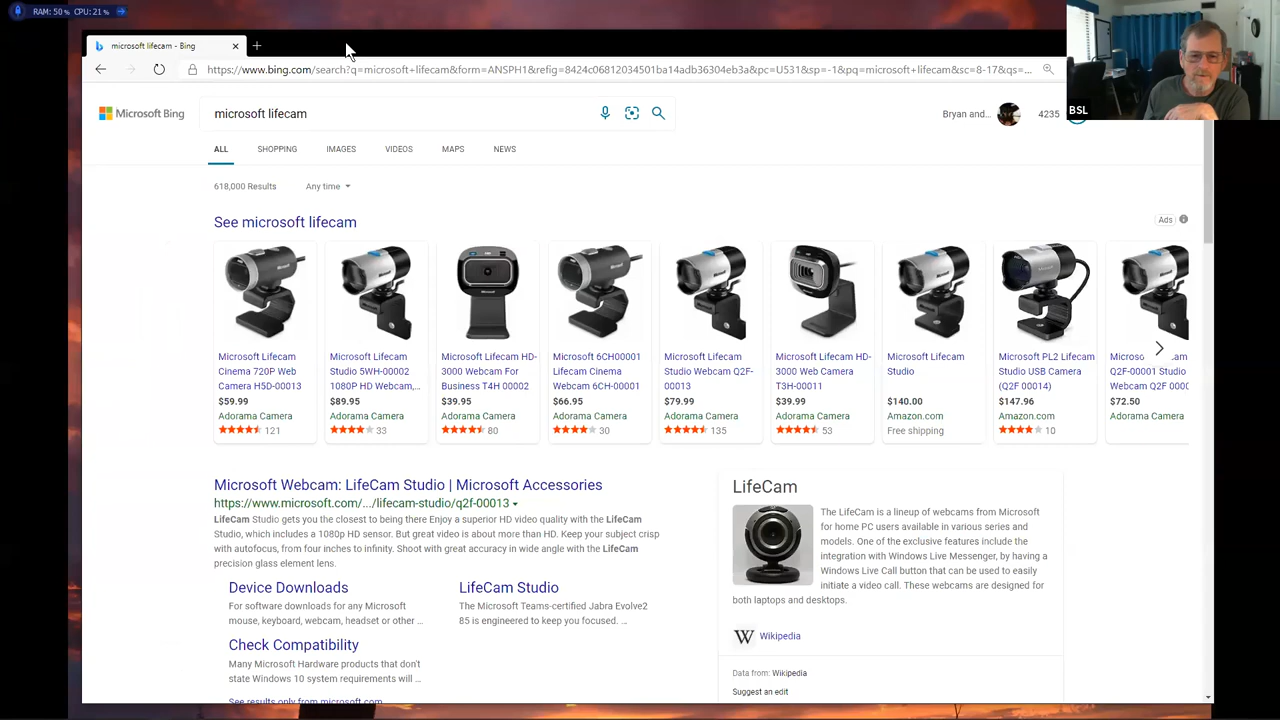 RAM: 50 % CPU: 21 %
microsoft lifecam - Bing
https://www.bing.com/search?q=microsoft+lifecam&form=ANSPH1&refig=8424c06812034501ba14adb36304eb3a&pc=U531&sp=-1&pq=microsoft+lifecam&sc=8-17&qs=...
BSL
Microsoft Bing
microsoft lifecam
Bryan and...
4235
ALL SHOPPING IMAGES VIDEOS MAPS NEWS
618,000 Results Any time
See microsoft lifecam
Ads
Microsoft Lifecam
Cinema 720P Web
Camera H5D-00013
$59.99
Adorama Camera
121
Microsoft Lifecam
Studio 5WH-00002
1080P HD Webcam,...
$89.95
Adorama Camera
33
Microsoft Lifecam HD-
3000 Webcam For
Business T4H 00002
$39.95
Adorama Camera
80
Microsoft 6CH00001
Lifecam Cinema
Webcam 6CH-00001
$66.95
Adorama Camera
30
Microsoft Lifecam
Studio Webcam Q2F-
00013
$79.99
Adorama Camera
135
Microsoft Lifecam HD-
3000 Web Camera
T3H-00011
$39.99
Adorama Camera
53
Microsoft Lifecam
Studio
$140.00
Amazon.com
Free shipping
Microsoft PL2 Lifecam
Studio USB Camera
(Q2F 00014)
$147.96
Amazon.com
10
Q2F-00001 Studio
Webcam Q2F
$72.50
Adorama Camera
Microsoft Webcam: LifeCam Studio | Microsoft Accessories
https://www.microsoft.com/.../lifecam-studio/q2f-00013
LifeCam Studio gets you the closest to being there Enjoy a superior HD video quality with the LifeCam
Studio, which includes a 1080p HD sensor. But great video is about more than HD. Keep your subject crisp
with autofocus, from four inches to infinity. Shoot with great accuracy in wide angle with the LifeCam
precision glass element lens.
Device Downloads
For software downloads for any Microsoft
mouse, keyboard, webcam, headset or other ...
LifeCam Studio
The Microsoft Teams-certified Jabra Evolve2
85 is engineered to keep you focused. ...
Check Compatibility
Many Microsoft Hardware products that don't
state Windows 10 system requirements will ...
See results only from microsoft.com
LifeCam
The LifeCam is a lineup of webcams from Microsoft
for home PC users available in various series and
models. One of the exclusive features include the
integration with Windows Live Messenger, by having a
Windows Live Call button that can be used to easily
initiate a video call. These webcams are designed for
both laptops and desktops.
W Wikipedia
Data from: Wikipedia
Suggest an edit